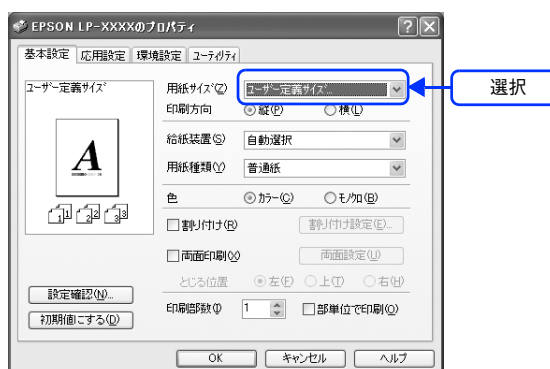 EPSON LP-XXXXのプロパティ
基本設定 応用設定 環境設定 ユーティリティ
ユーザー定義サイズ
用紙サイズ(Z) ユーザー定義サイズ...
選択
印刷方向 縦(P) 横(L)
給紙装置(S) 自動選択
用紙種類(Y) 普通紙
A
色 カラー(C) モノクロ(B)
1 1 2 2 3 3
割り付け(R) 割り付け設定(E)...
両面印刷(X) 両面設定(U)
とじる位置 左(F) 上(T) 右(H)
設定確認(N)...
印刷部数(I) 1 部単位で印刷(O)
初期値にする(D)
OK キャンセル ヘルプ